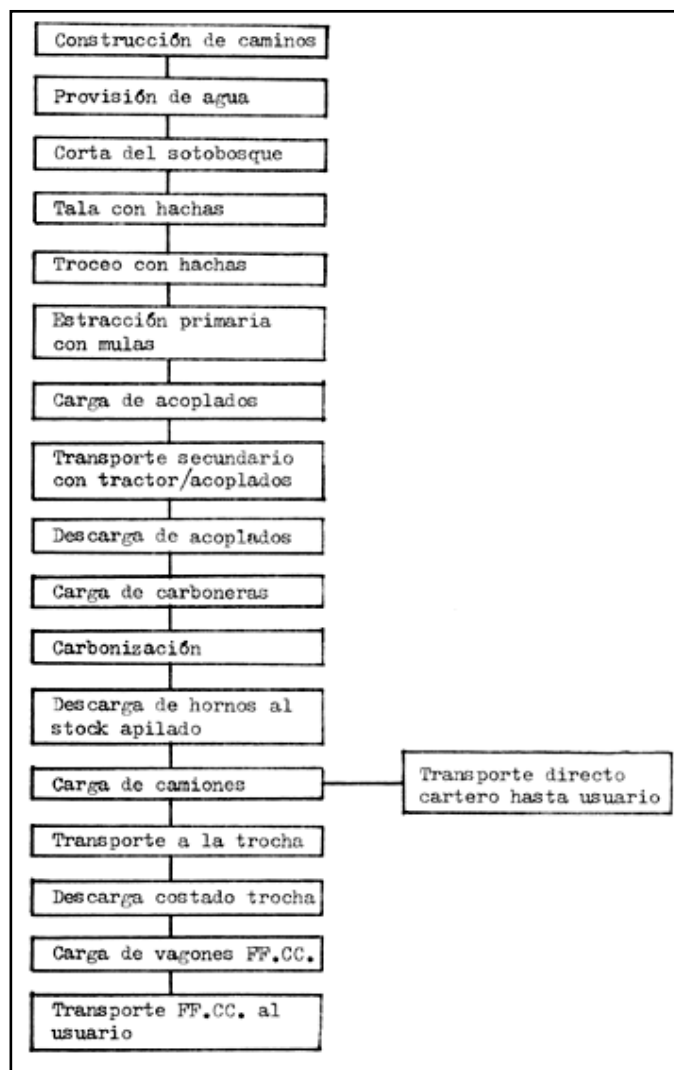 Construcción de caminos
Provisión de agua
Corta del sotobosque
Tala con hachas
Troceo con hachas
Estracción primaria
con mulas
Carga de acoplados
Transporte secundario
con tractor/acoplados
Descarga de acoplados
Carga de carboneras
Carbonización
Descarga de hornos al
stock apilado
Carga de camiones
Transporte directo
cartero hasta usuario
Transporte a la trocha
Descarga costado trocha
Carga de vagones FF.CC.
Transporte FF.CC. al
usuario